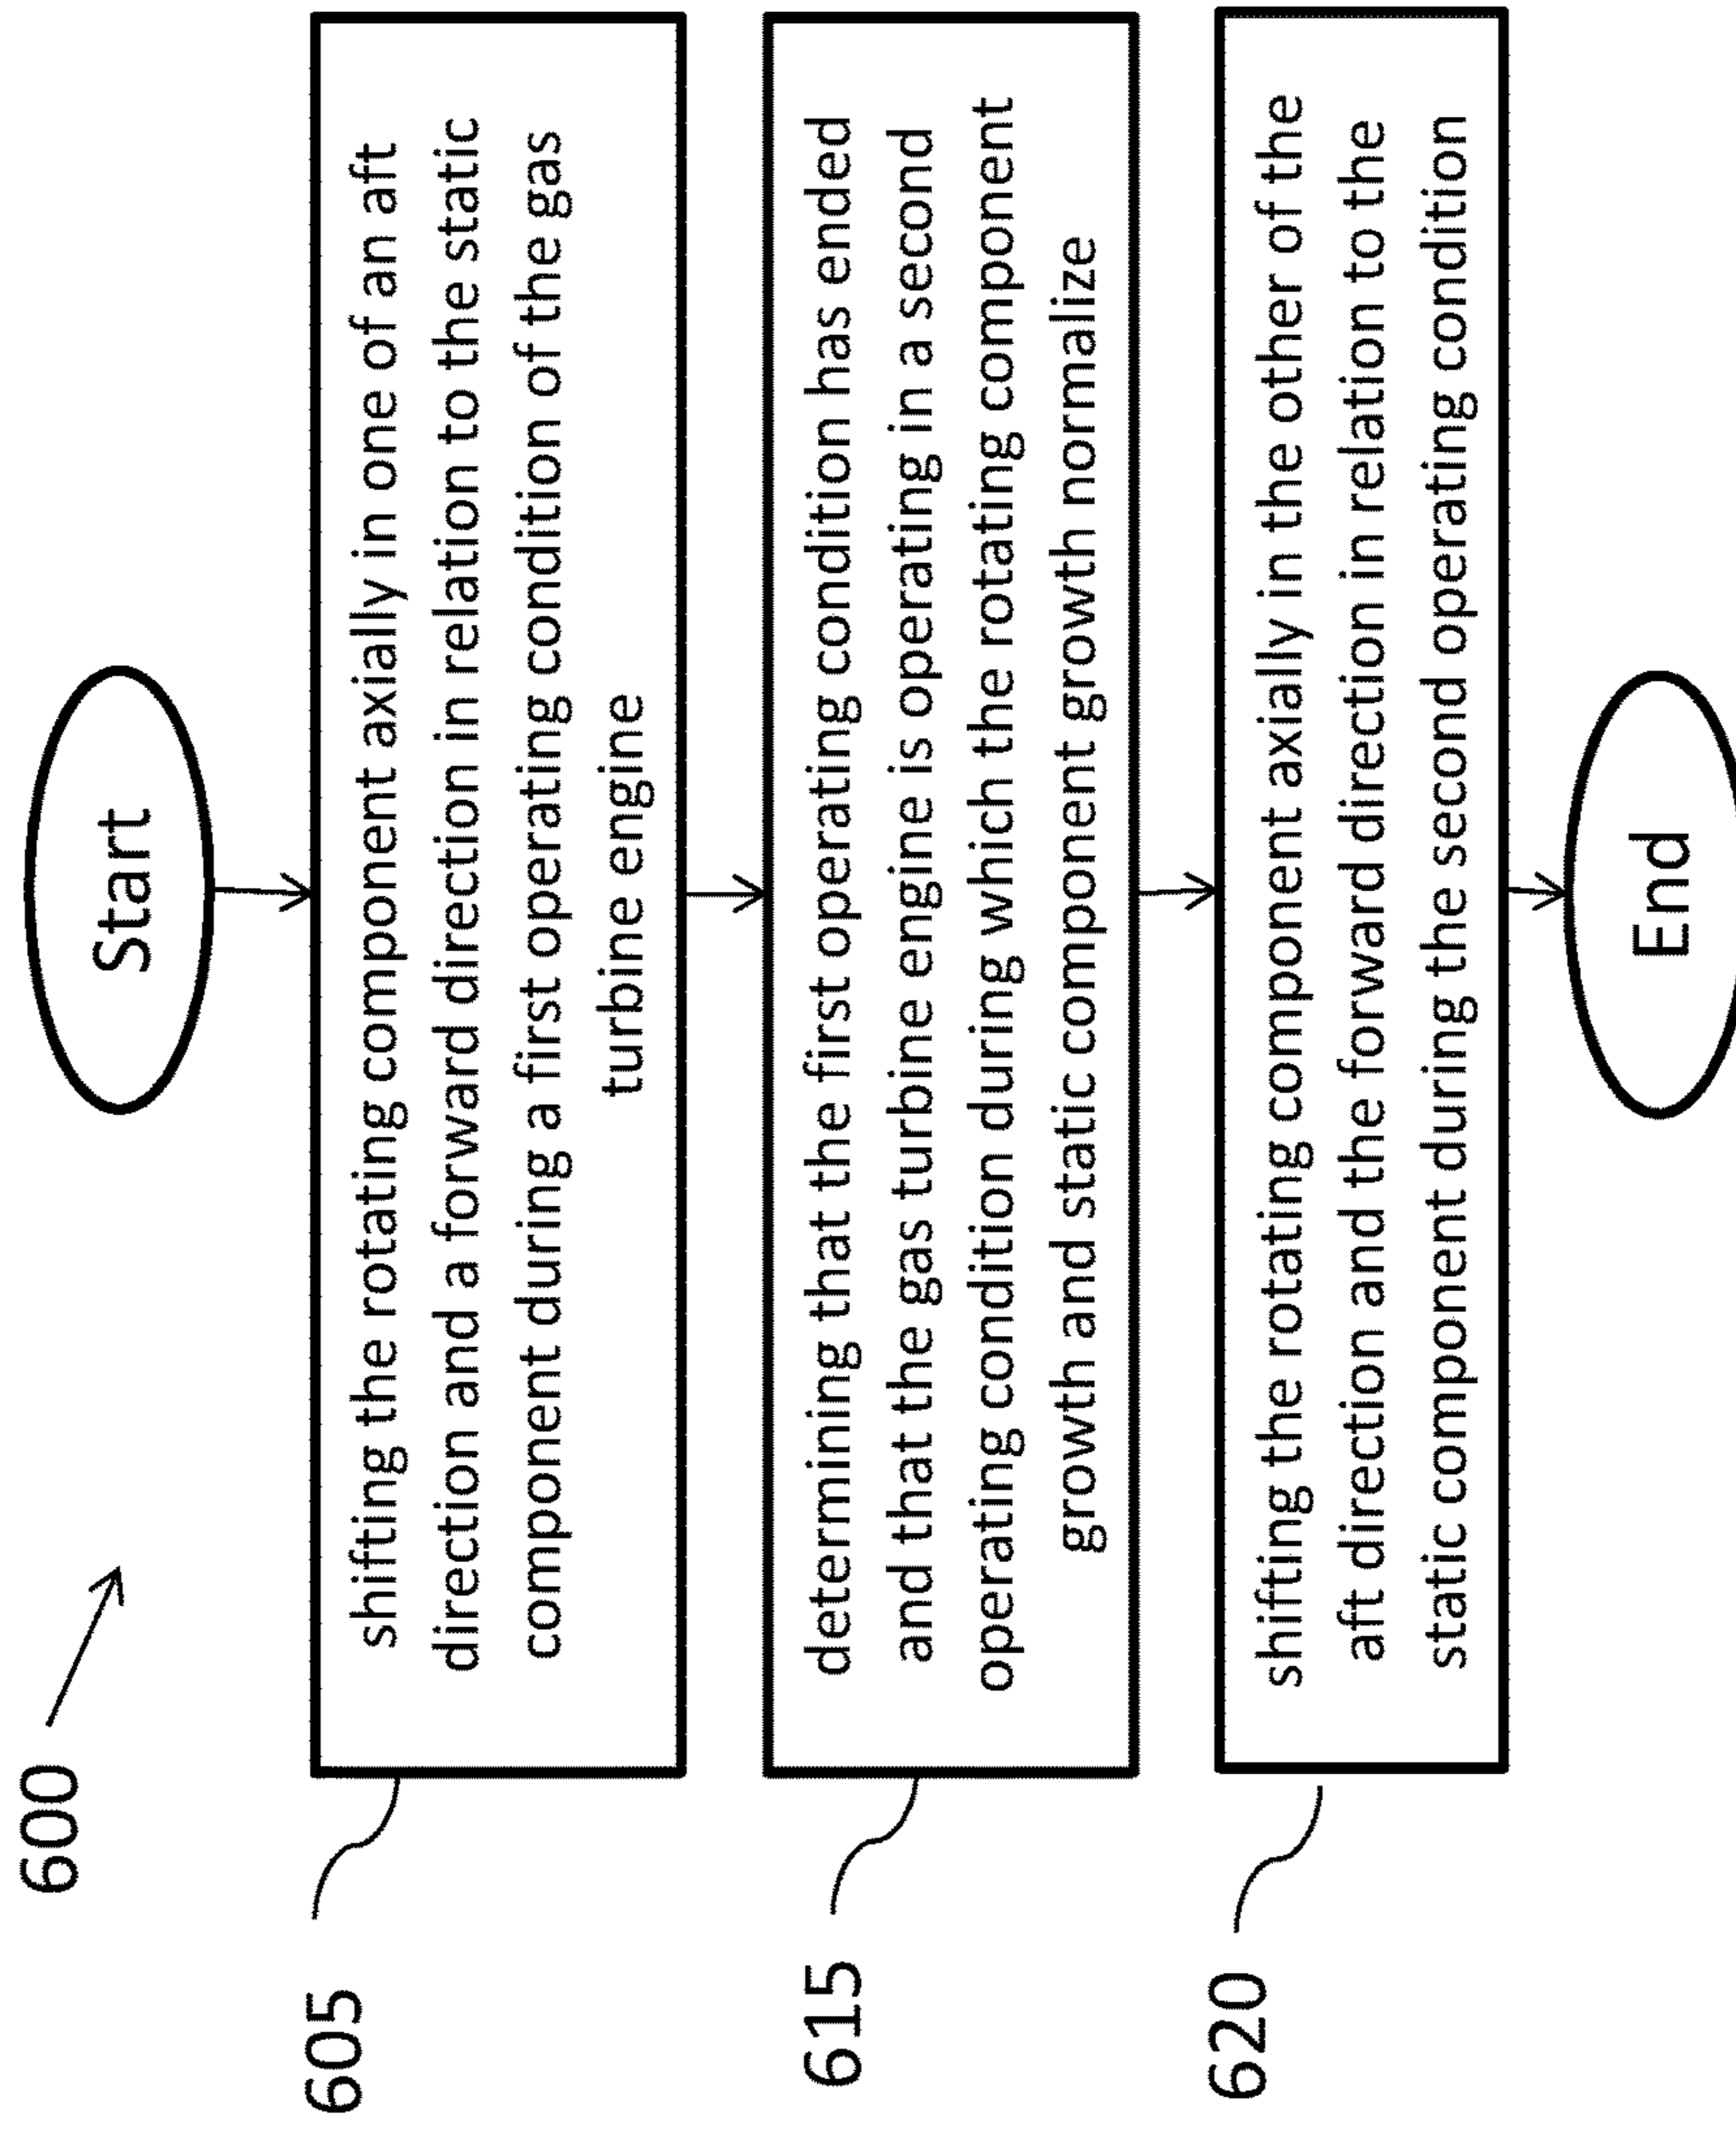 600
Start
605
shifting the rotating component axially in one of an aft
direction and a forward direction in relation to the static
component during a first operating condition of the gas
turbine engine
615
determining that the first operating condition has ended
and that the gas turbine engine is operating in a second
operating condition during which the rotating component
growth and static component growth normalize
620
shifting the rotating component axially in the other of the
aft direction and the forward direction in relation to the
static component during the second operating condition
End